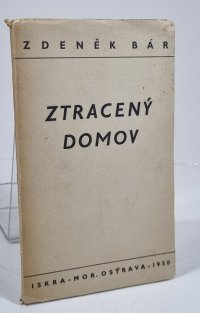 ZDENĚK BÁR
ZTRACENÝ
DOMOV
ISKRA-MOR. OSTRAVA-1938